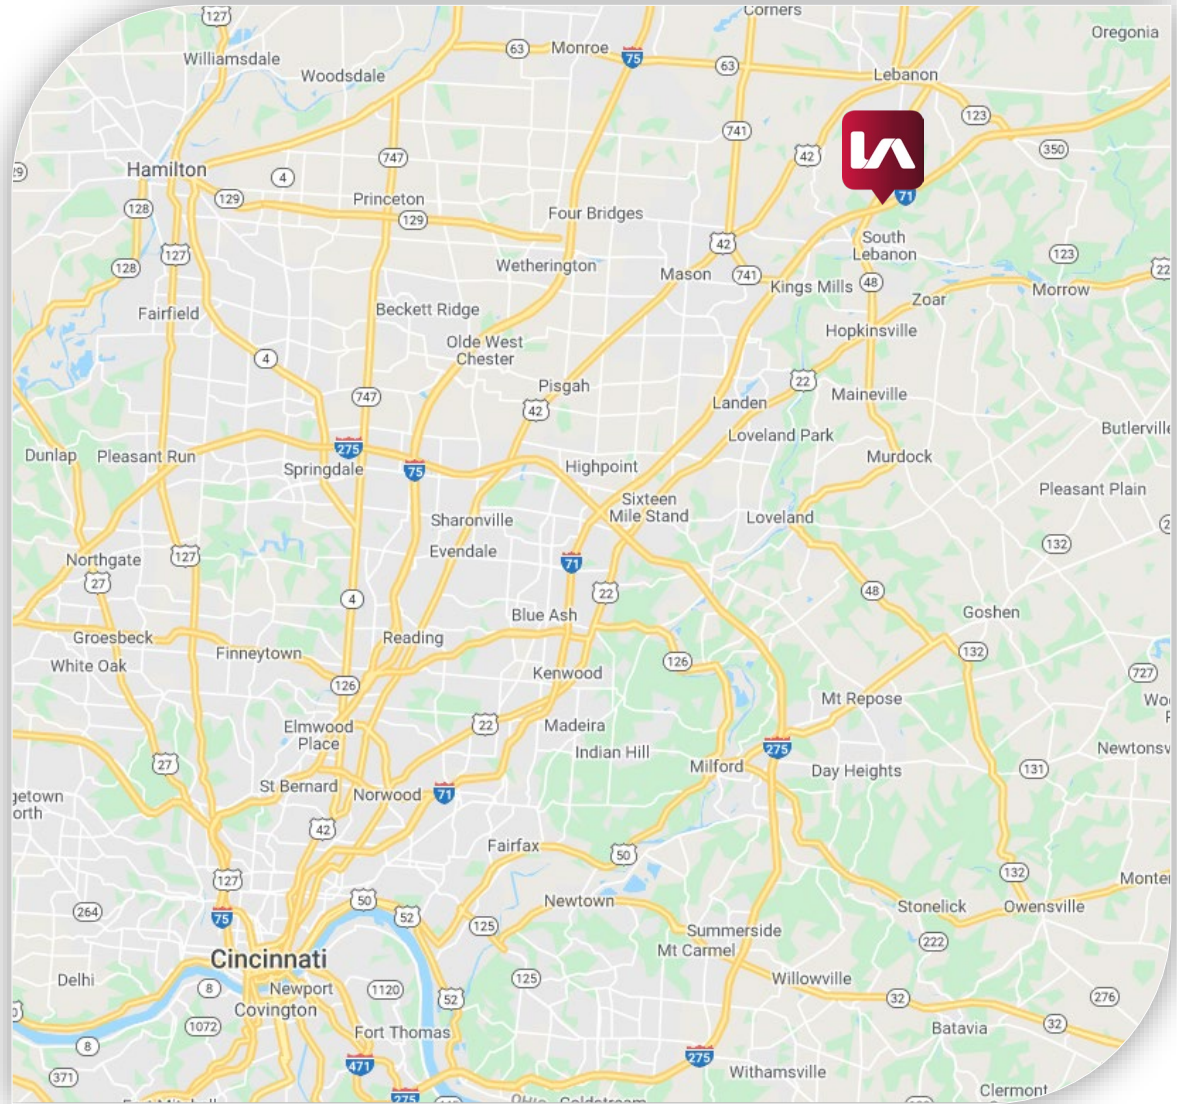 127
Corners
Oregonia
Williamsdale
63
Monroe
75
63
Woodsdale
Lebanon
123
741
747
42
350
LA
Hamilton
4
71
129
Princeton
129
128
Four Bridges
127
42
South
Lebanon
123
128
Wetherington
Mason
741
Kings Mills
48
22
Morrow
Zoar
Fairfield
Beckett Ridge
Hopkinsville
Olde West
Chester
4
Pisgah
22
Maineville
747
42
Landen
Butlerville
Loveland Park
275
Dunlap
Pleasant Run
75
Springdale
Highpoint
Murdock
Pleasant Plain
Sixteen
Mile Stand
Loveland
Sharonville
132
Evendale
127
Northgate
71
27
22
48
4
Blue Ash
Goshen
Groesbeck
Reading
Finneytown
132
White Oak
126
Kenwood
727
126
Mt Repose
Elmwood
Place
22
Madeira
Indian Hill
275
Newtonsv
27
Milford
Day Heights
131
St Bernard
Norwood
71
getown
orth
42
Fairfax
50
127
132
Monter
50
Newtown
264
75
52
Stonelick
Owensville
125
Summerside
222
Cincinnati
Mt Carmel
Delhi
125
Willowville
8
Newport
1120
52
32
276
Covington
1072
Fort Thomas
32
Batavia
8
471
275
Withamsville
371
275
Clermont